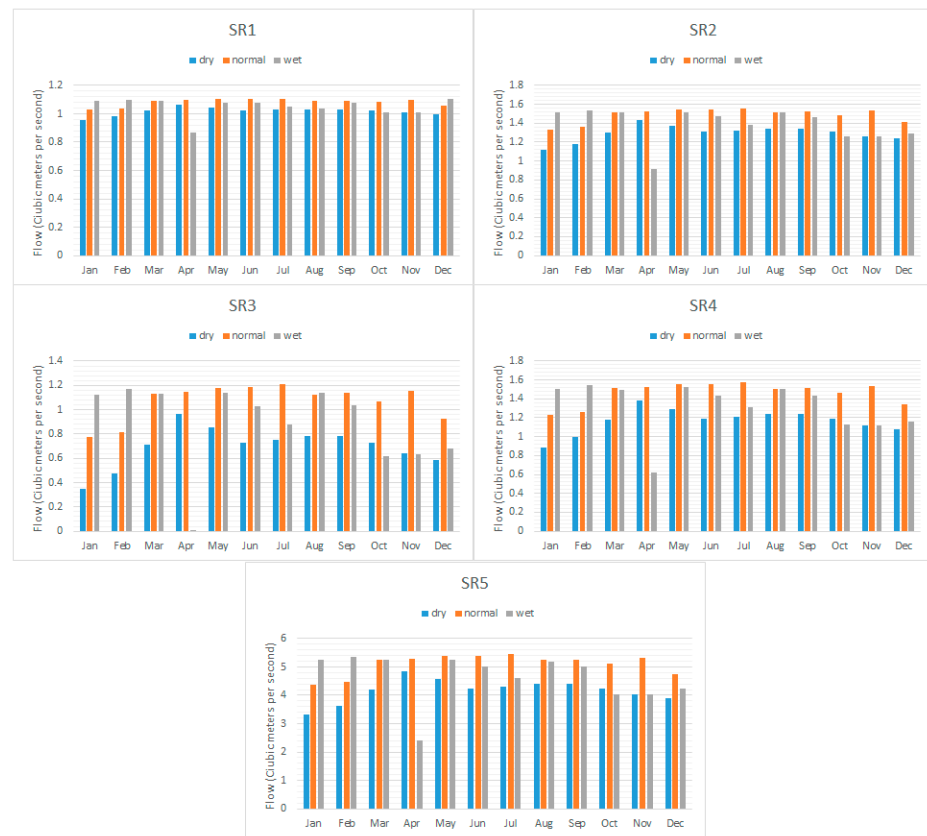 SR1
dry normal wet
Flow (Ciubicmeters per second)
1.2
1
0.8
0.6
0.4
0.2
0
Jan Feb Mar Apr May Jun Jul Aug Sep Oct Nov Dec
SR2
dry normal wet
Flow (Ciubicmeters per second)
1.8
1.6
1.4
1.2
1
0.8
0.6
0.4
0.2
0
Jan Feb Mar Apr May Jun Jul Aug Sep Oct Nov Dec
SR3
dry normal wet
Flow (Ciubicmeters per second)
1.4
1.2
1
0.8
0.6
0.4
0.2
0
Jan Feb Mar Apr May Jun Jul Aug Sep Oct Nov Dec
SR4
dry normal wet
Flow (Ciubicmeters per second)
1.8
1.6
1.4
1.2
1
0.8
0.6
0.4
0.2
0
Jan Feb Mar Apr May Jun Jul Aug Sep Oct Nov Dec
SR5
dry normal wet
Flow (Ciubicmeters per second)
6
5
4
3
2
1
0
Jan Feb Mar Apr May Jun Jul Aug Sep Oct Nov Dec